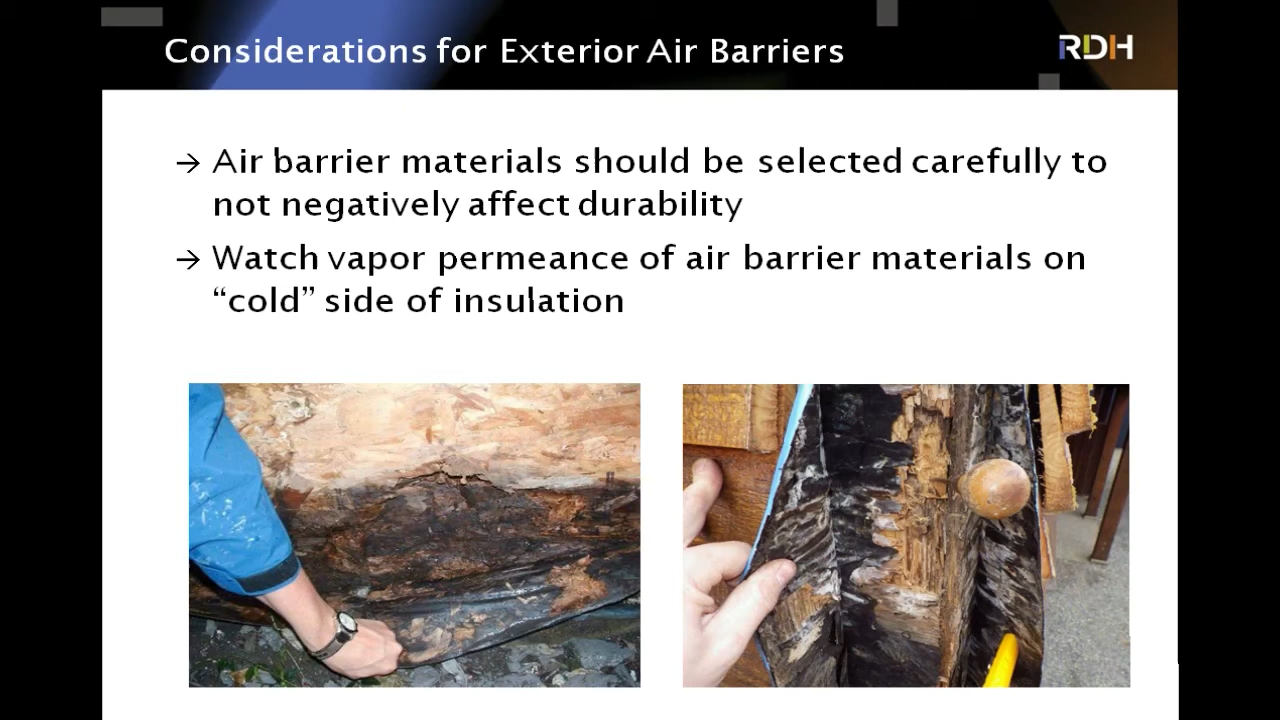 Considerations for Exterior Air Barriers
RDH
→ Air barrier materials should be selected carefully to
not negatively affect durability
→ Watch vapor permeance of air barrier materials on
“cold” side of insulation